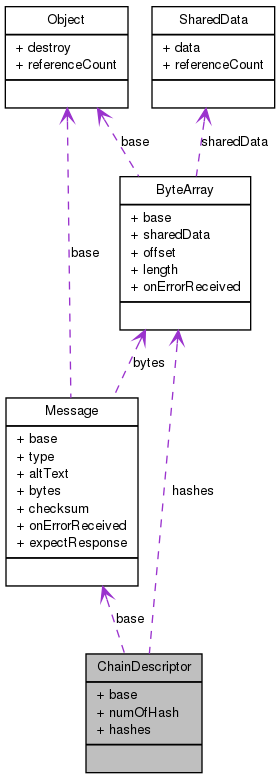 Object
+ destroy
+ referenceCount
SharedData
+ data
+ referenceCount
base
sharedData
ByteArray
+ base
+ sharedData
+ offset
+ length
+ onErrorReceived
base
bytes
Message
+ base
+ type
+ altText
+ bytes
+ checksum
+ onErrorReceived
+ expectResponse
hashes
base
ChainDescriptor
+ base
+ numOfHash
+ hashes